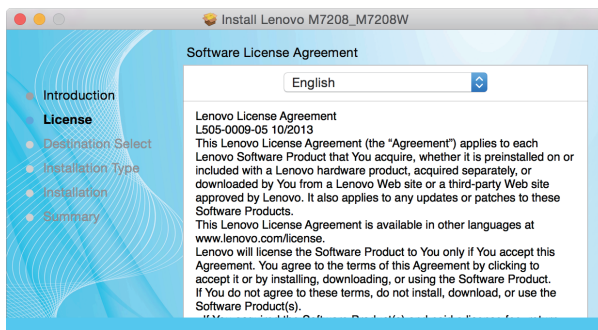 Install Lenovo M7208_M7208W
Software License Agreement
English
Introduction
License
Destination Select
Installation Type
Installation
Summary
Lenovo License Agreement
L505-0009-05 10/2013
This Lenovo License Agreement (the “Agreement”) applies to each
Lenovo Software Product that You acquire, whether it is preinstalled on or
included with a Lenovo hardware product, acquired separately, or
downloaded by You from a Lenovo Web site or a third-party Web site
approved by Lenovo. It also applies to any updates or patches to these
Software Products.
This Lenovo License Agreement is available in other languages at
www.lenovo.com/license.
Lenovo will license the Software Product to You only if You accept this
Agreement. You agree to the terms of this Agreement by clicking to
accept it or by installing, downloading, or using the Software Product.
If You do not agree to these terms, do not install, download, or use the
Software Product(s).